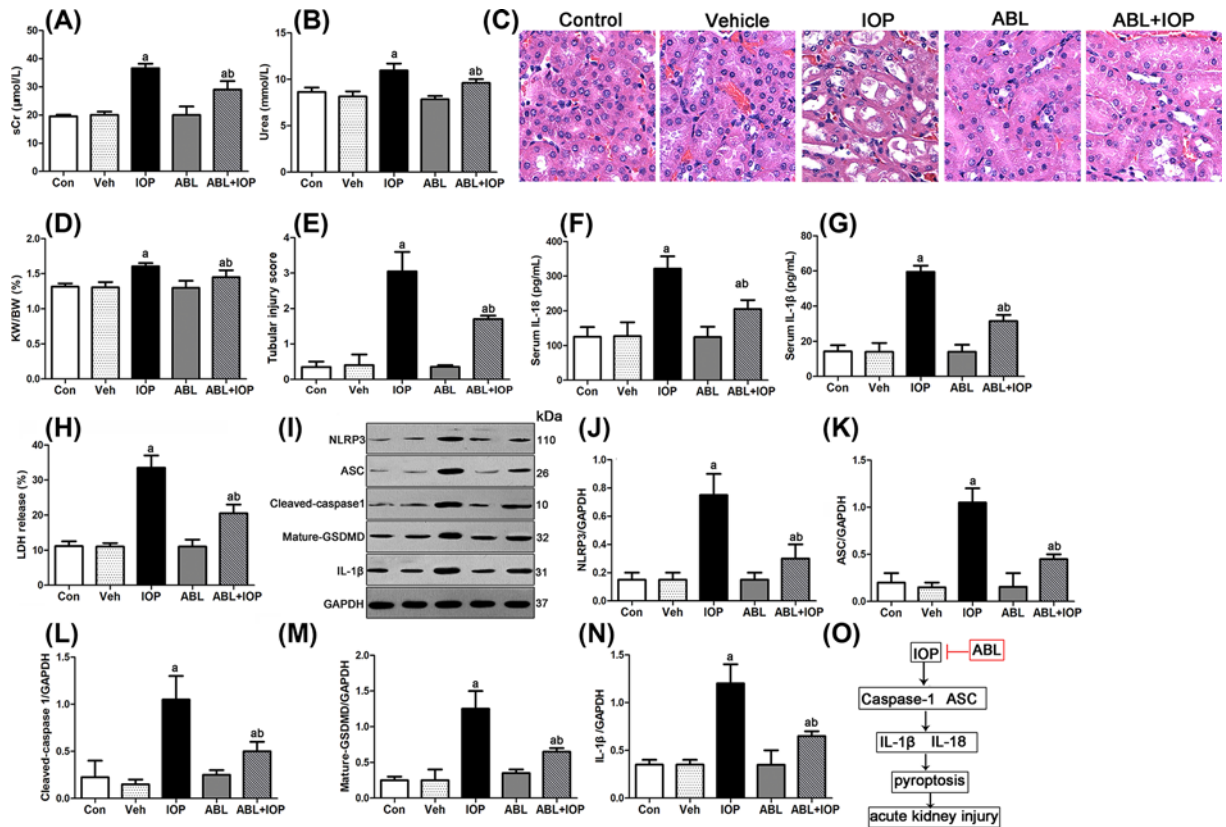 (A)
sCr (μmol/L)
50
40
30
20
10
0
a
ab
Con Veh IOP ABL ABL+IOP
(B)
Urea (mmol/L)
15
10
5
0
a
ab
Con Veh IOP ABL ABL+IOP
(C)
Control Vehicle IOP ABL ABL+IOP
(D)
KW/BW (%)
2.0
1.5
1.0
0.5
0.0
a
ab
Con Veh IOP ABL ABL+IOP
(E)
Tubular injury score
4
3
2
1
0
a
ab
Con Veh IOP ABL ABL+IOP
(F)
Serum IL-18 (pg/mL)
400
300
200
100
0
a
ab
Con Veh IOP ABL ABL+IOP
(G)
Serum IL-1β (pg/mL)
80
60
40
20
0
a
ab
Con Veh IOP ABL ABL+IOP
(H)
LDH release (%)
40
30
20
10
0
a
ab
Con Veh IOP ABL ABL+IOP
(I)
kDa
NLRP3 110
ASC 26
Cleaved-caspase1 10
Mature-GSDMD 32
IL-1β 31
GAPDH 37
(J)
NLRP3/GAPDH
1.0
0.8
0.6
0.4
0.2
0.0
a
ab
Con Veh IOP ABL ABL+IOP
(K)
ASC/GAPDH
1.5
1.0
0.5
0.0
a
ab
Con Veh IOP ABL ABL+IOP
(L)
Cleaved-caspase 1/GAPDH
1.5
1.0
0.5
0.0
a
ab
Con Veh IOP ABL ABL+IOP
(M)
Mature-GSDMD/GAPDH
2.0
1.5
1.0
0.5
0.0
a
ab
Con Veh IOP ABL ABL+IOP
(N)
IL-1β /GAPDH
1.5
1.0
0.5
0.0
a
ab
Con Veh IOP ABL ABL+IOP
(O)
IOP ABL
Caspase-1 ASC
IL-1β IL-18
pyroptosis
acute kidney injury